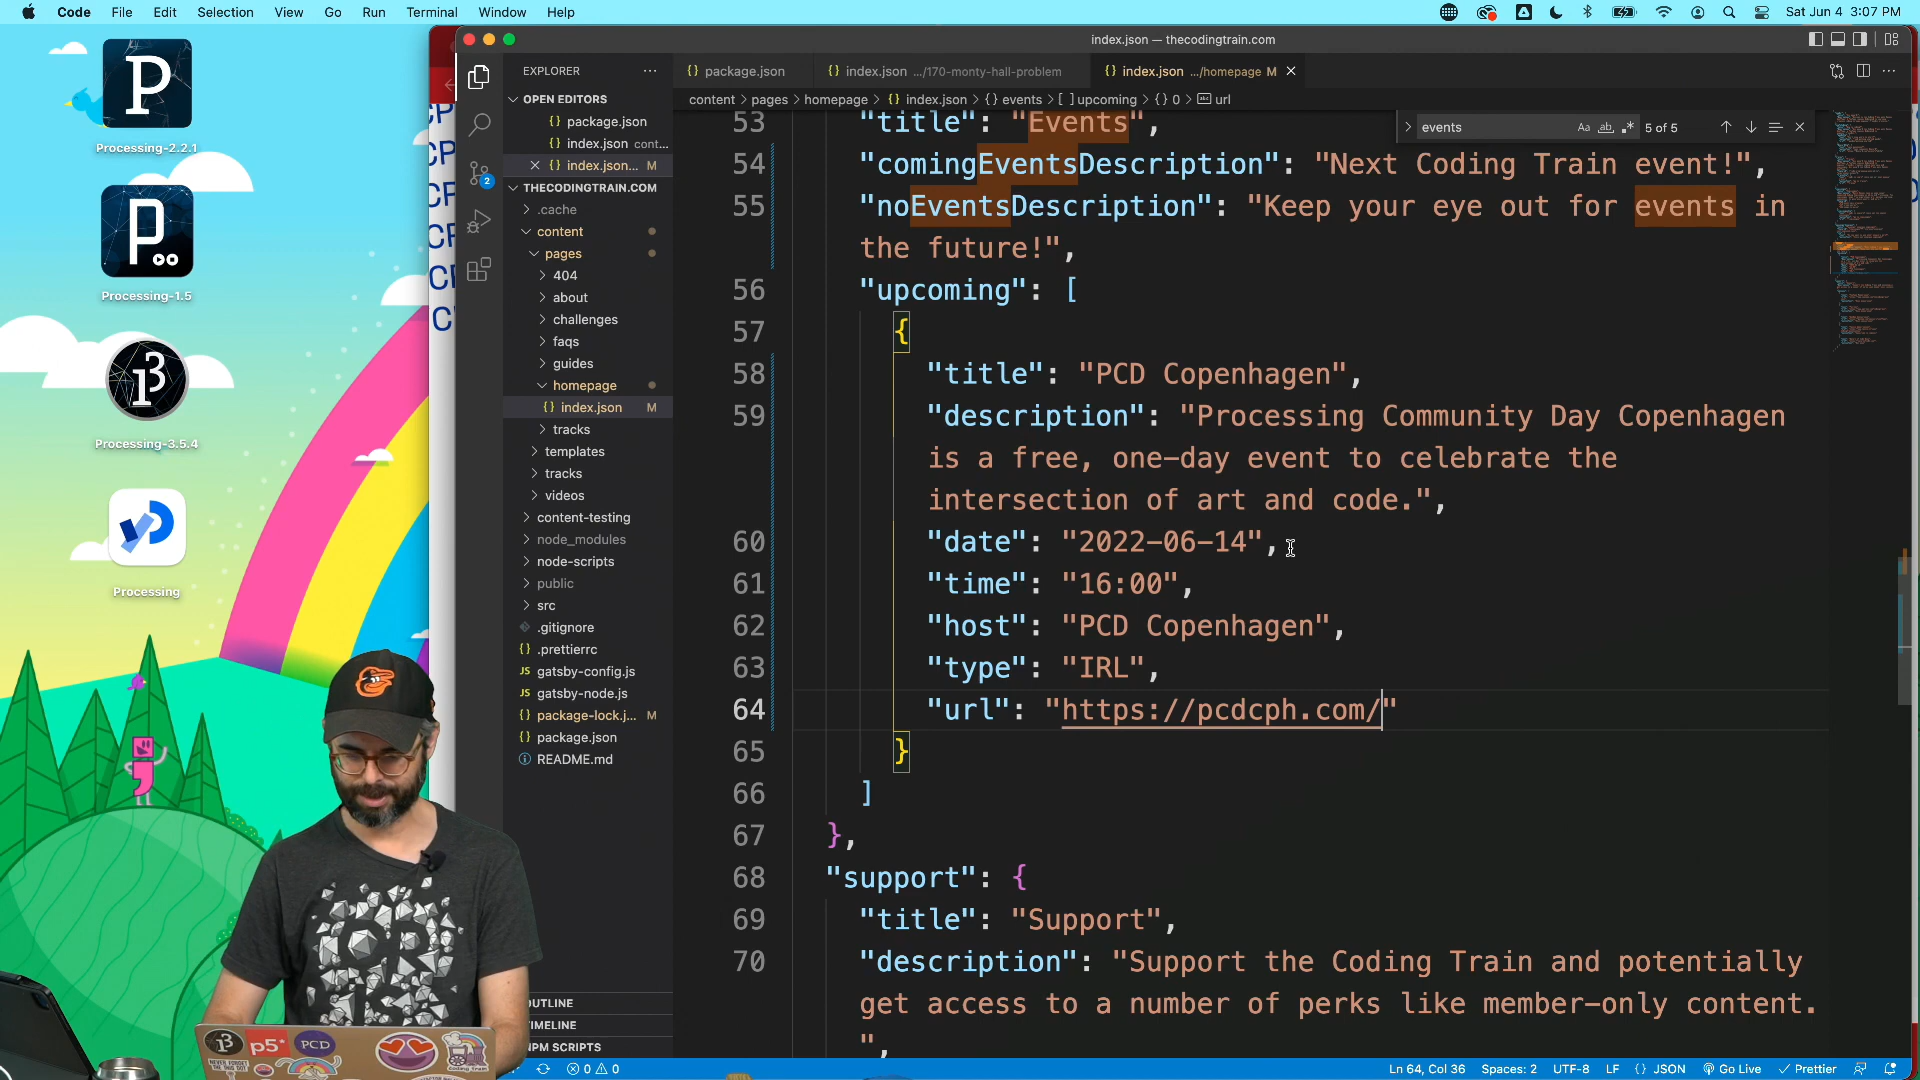 Code File Edit Selection View Go Run Terminal Window Help
Sat Jun 4 3:07 PM
Processing-2.2.1
Processing-1.5
Processing-3.5.4
Processing
index.json — thecodingtrain.com
EXPLORER
OPEN EDITORS
package.json
index.json cont...
index.json... M
THECODINGTRAIN.COM
.cache
content
pages
404
about
challenges
faqs
guides
homepage
index.json M
tracks
templates
tracks
videos
content-testing
node_modules
node-scripts
public
src
.gitignore
.prettierrc
gatsby-config.js
gatsby-node.js
package-lock.j... M
package.json
README.md
OUTLINE
TIMELINE
NPM SCRIPTS
package.json index.json .../170-monty-hall-problem index.json .../homepage M
content > pages > homepage > {} index.json > {} events > [ ] upcoming > {} 0 > url
events Aa ab 5 of 5
53 "title": "Events",
54 "comingEventsDescription": "Next Coding Train event!",
55 "noEventsDescription": "Keep your eye out for events in
the future!",
56 "upcoming": [
57 {
58 "title": "PCD Copenhagen",
59 "description": "Processing Community Day Copenhagen
is a free, one-day event to celebrate the
intersection of art and code.",
60 "date": "2022-06-14",
61 "time": "16:00",
62 "host": "PCD Copenhagen",
63 "type": "IRL",
64 "url": "https://pcdcph.com/"
65 }
66 ]
67 },
68 "support": {
69 "title": "Support",
70 "description": "Support the Coding Train and potentially
get access to a number of perks like member-only content.
",
0 0
Ln 64, Col 36 Spaces: 2 UTF-8 LF {} JSON Go Live Prettier
p5* PCD